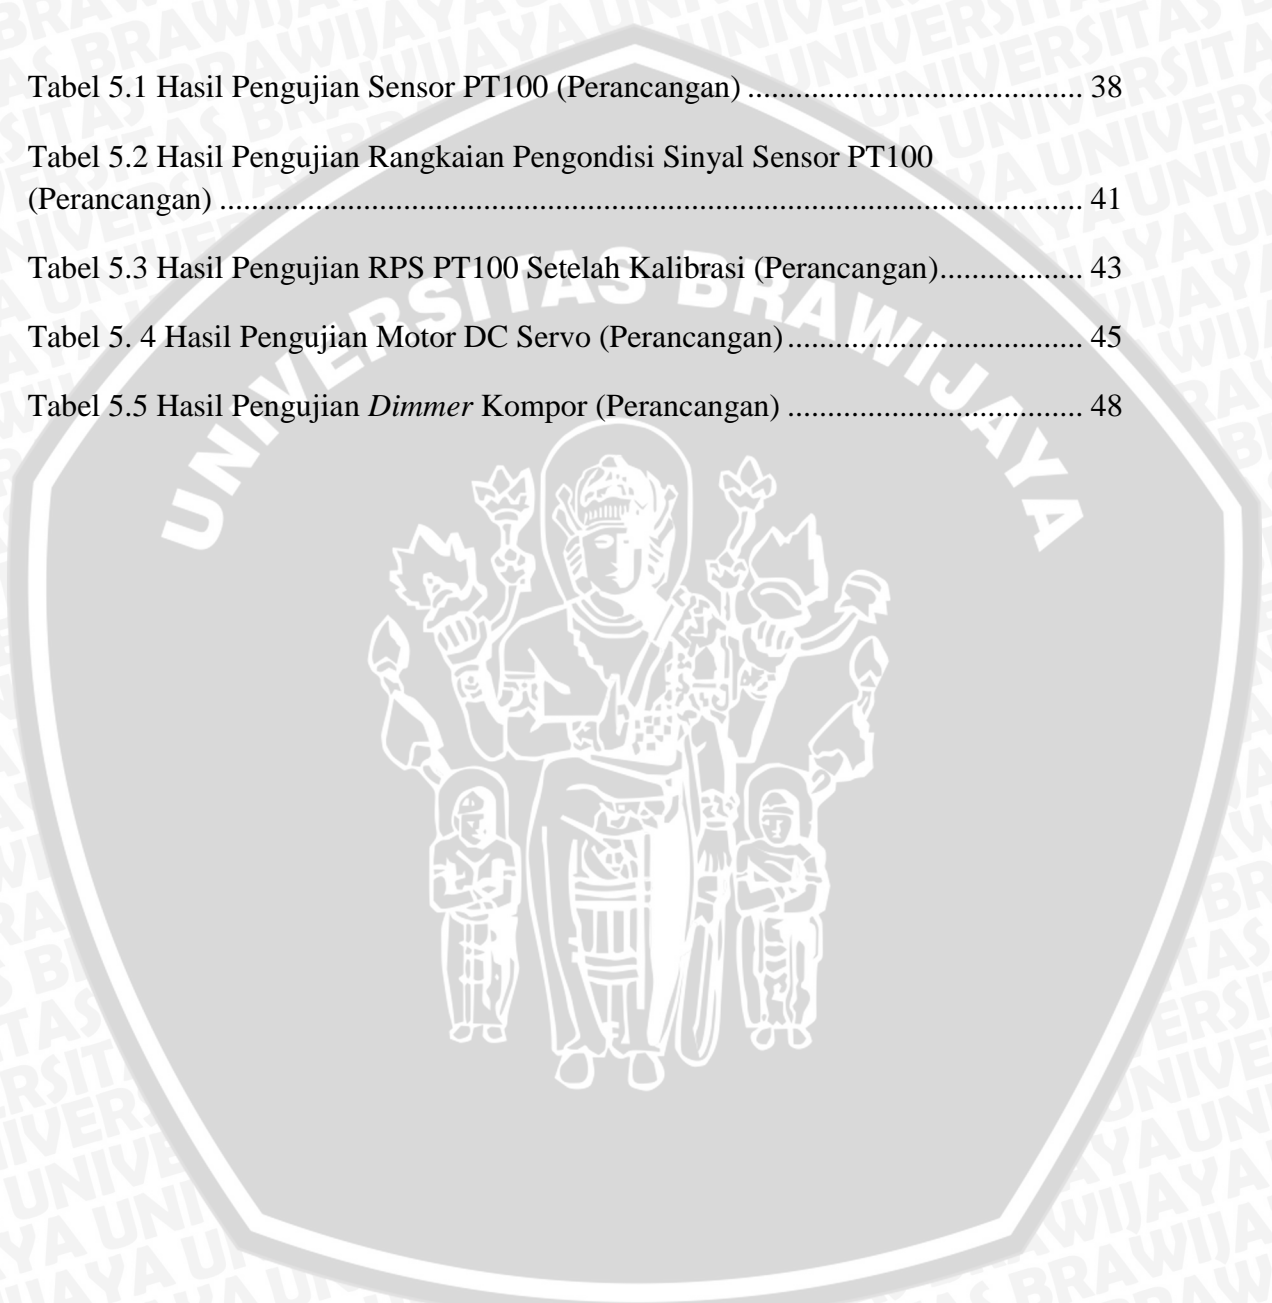 Tabel 5.1 Hasil Pengujian Sensor PT100 (Perancangan) .......................................... 38
Tabel 5.2 Hasil Pengujian Rangkaian Pengondisi Sinyal Sensor PT100
(Perancangan) ............................................................................................................ 41
Tabel 5.3 Hasil Pengujian RPS PT100 Setelah Kalibrasi (Perancangan).................. 43
Tabel 5. 4 Hasil Pengujian Motor DC Servo (Perancangan)..................................... 45
Tabel 5.5 Hasil Pengujian Dimmer Kompor (Perancangan) ..................................... 48
UNIVERSITAS BRAWIJAYA